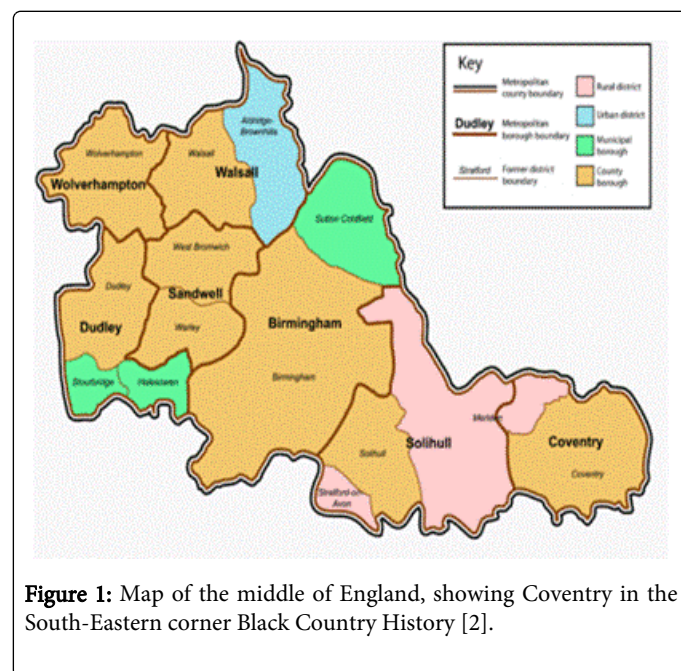 Key
Metropolitan
county boundary
Dudley
Metropolitan
borough boundary
Stratford
Former district
boundary
Rural district
Urban district
Municipal
borough
County
borough
Aldridge-
Brownhills
Wolverhampton
Wolverhampton
Walsall
Walsall
Sutton Coldfield
West Bromwich
Sandwell
Warley
Dudley
Dudley
Stourbridge
Halesowen
Birmingham
Birmingham
Solihull
Solihull
Meriden
Stratford-on-
Avon
Coventry
Coventry
Figure 1: Map of the middle of England, showing Coventry in the
South-Eastern corner Black Country History [2].